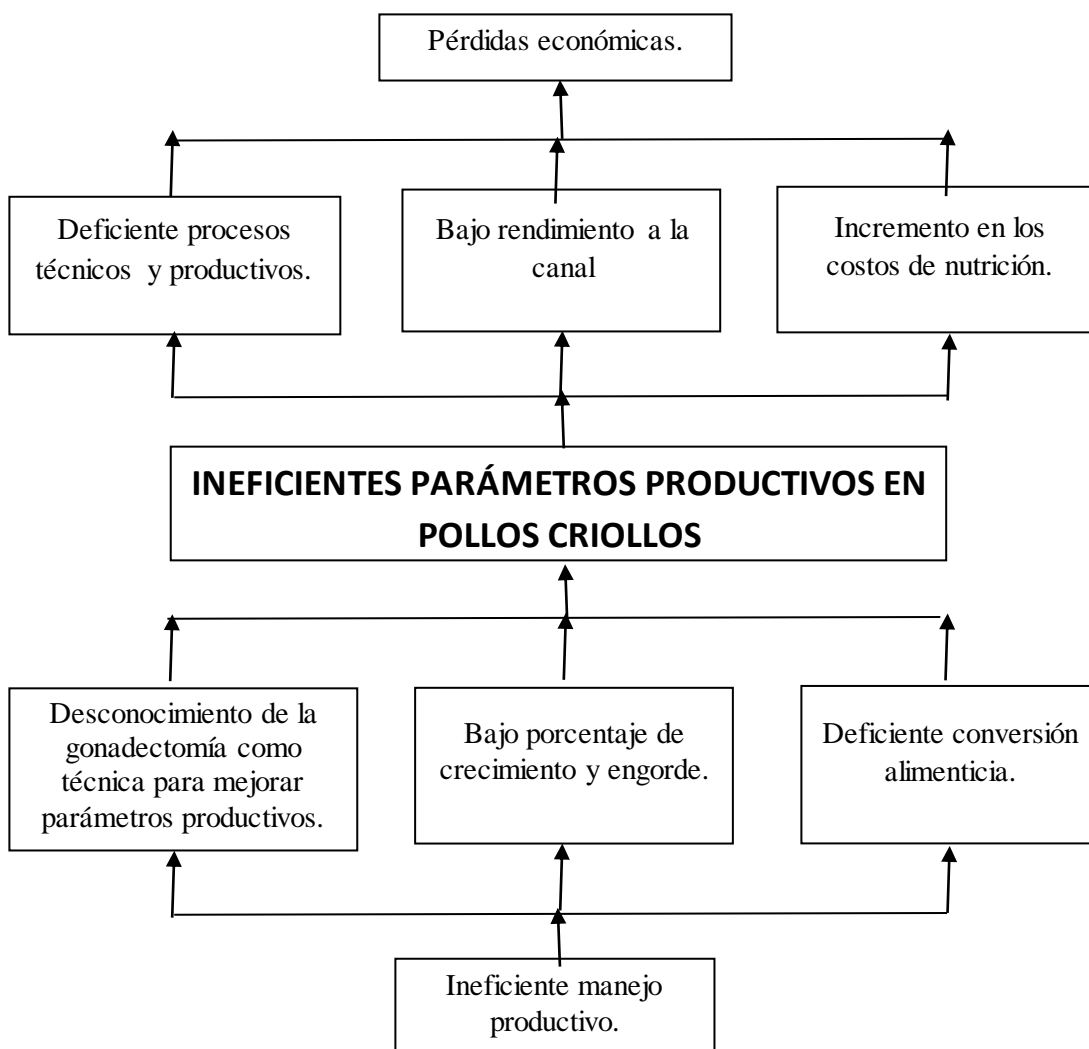 Pérdidas económicas.
Deficiente procesos
técnicos y productivos.
Bajo rendimiento a la
canal
Incremento en los
costos de nutrición.
INEFICIENTES PARÁMETROS PRODUCTIVOS EN
POLLOS CRIOLLOS
Desconocimiento de la
gonadectomía como
técnica para mejorar
parámetros productivos.
Bajo porcentaje de
crecimiento y engorde.
Deficiente conversión
alimenticia.
Ineficiente manejo
productivo.